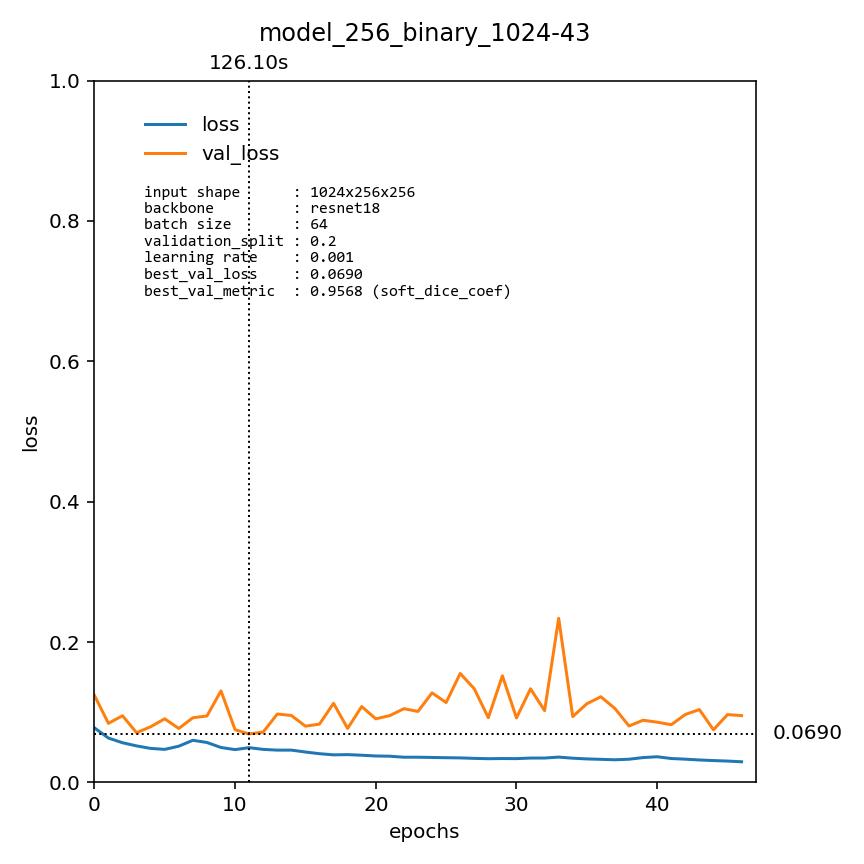 model_256_binary_1024-43
126.10s
1.0
loss
val_loss
input shape      : 1024x256x256
backbone         : resnet18
batch size       : 64
validation_split : 0.2
learning rate    : 0.001
best_val_loss    : 0.0690
best_val_metric  : 0.9568 (soft_dice_coef)
0.8
0.6
loss
0.4
0.2
0.0690
0.0
0 10 20 30 40
epochs